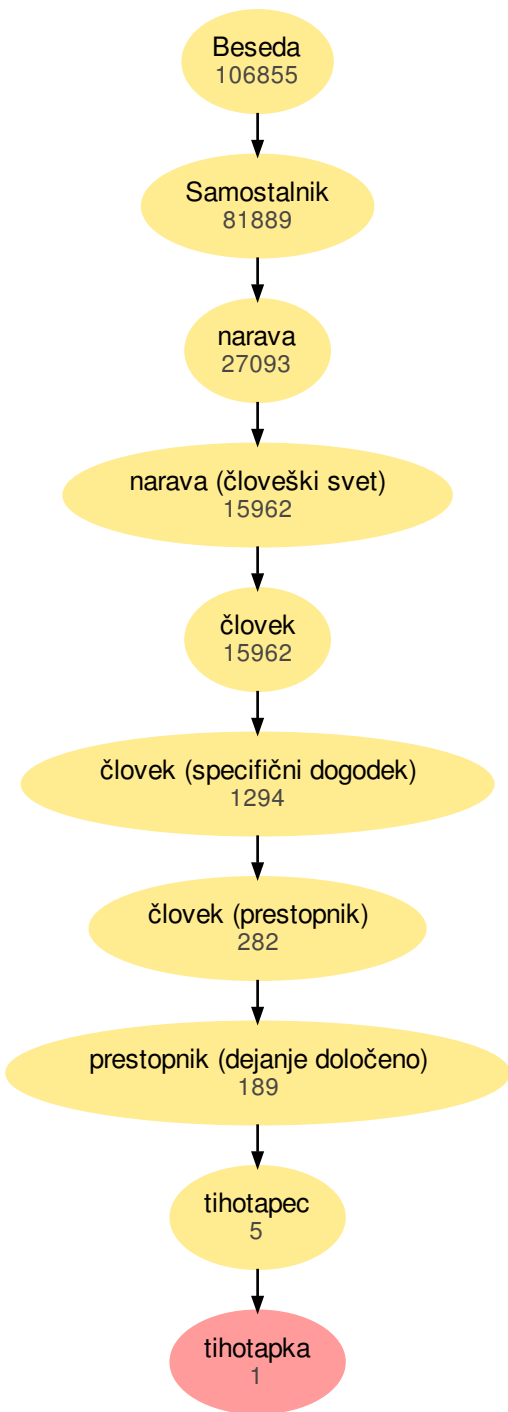 Beseda
106855
Samostalnik
81889
narava
27093
narava (človeški svet)
15962
človek
15962
človek (specifični dogodek)
1294
človek (prestopnik)
282
prestopnik (dejanje določeno)
189
tihotapec
5
tihotapka
1